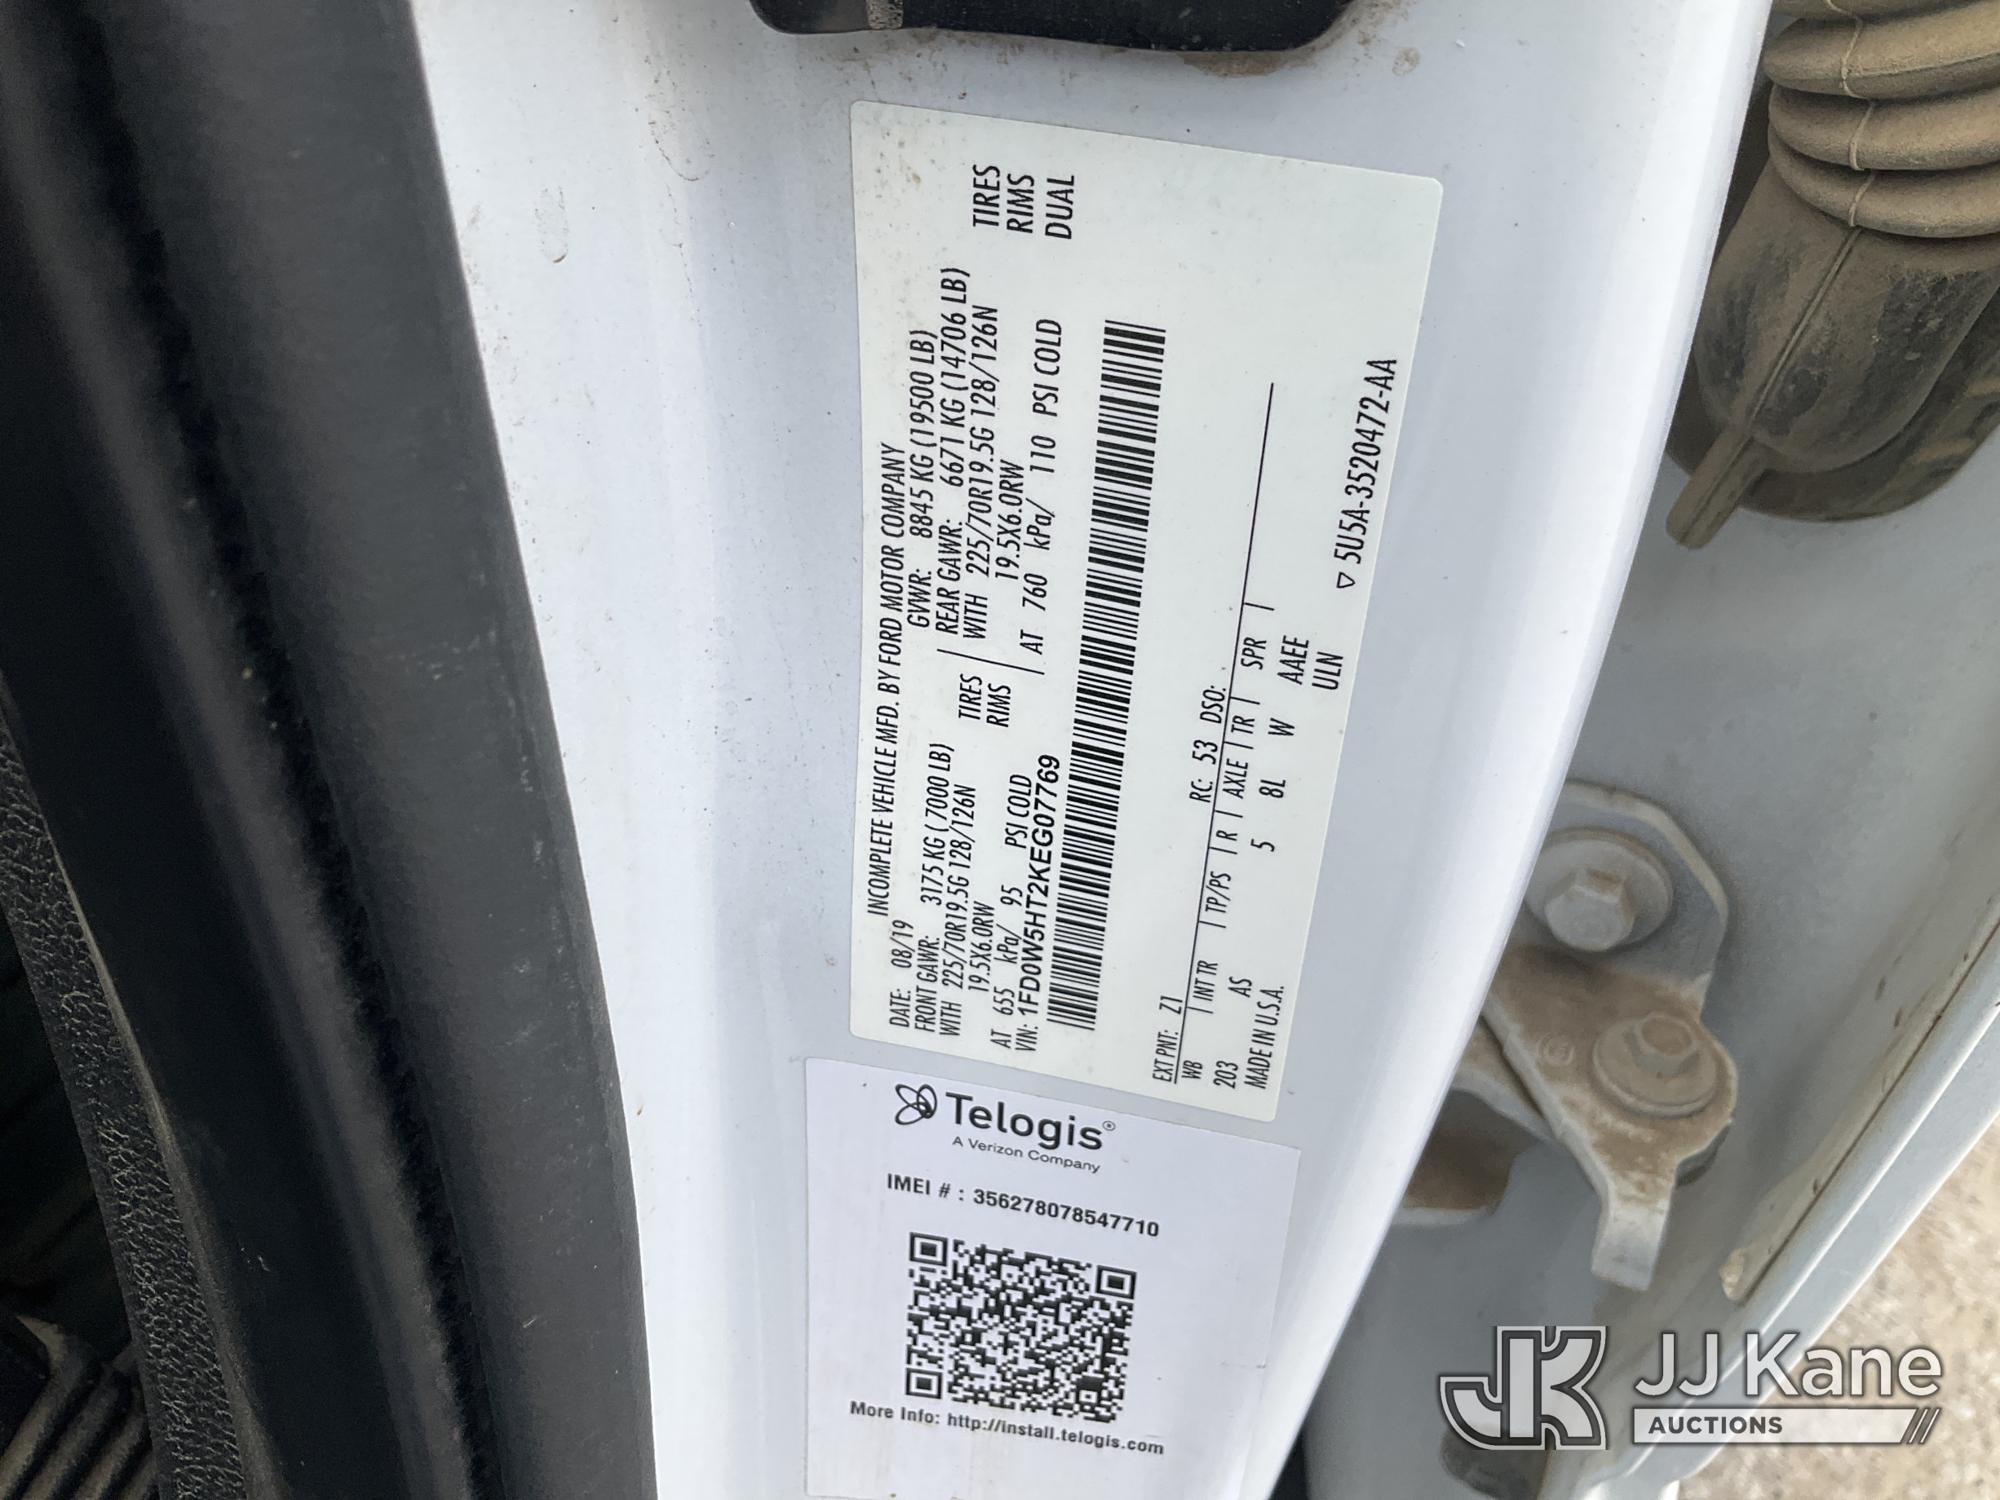 INCOMPLETE VEHICLE MFD. BY FORD MOTOR COMPANY
DATE: 08/19 GVWR: 8845 KG (19500 LB)
FRONT GAWR: 3175 KG ( 7000 LB) REAR GAWR: 6671 KG (14706 LB)
WITH 225/70R19.5G 128/126N TIRES WITH 225/70R19.5G 128/126N TIRES
19.5X6.0RW RIMS 19.5X6.0RW RIMS
AT 655 kPa/ 95 PSI COLD AT 760 kPa/ 110 PSI COLD DUAL
VIN: 1FD0W5HT2KEG07769
EXT PNT: Z1 RC: 53 DSO:
WB INT TR TP/PS R AXLE TR SPR
203 AS 5 8L W AAEE
MADE IN U.S.A. ULN
▽ 5U5A-3520472-AA
Telogis®
A Verizon Company
IMEI # : 356278078547710
More Info: http://install.telogis.com
JK JJ Kane
AUCTIONS